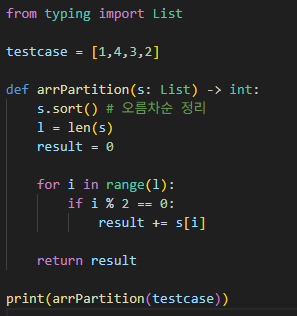 from typing import List
testcase = [1,4,3,2]
def arrPartition(s: List) -> int:
    s.sort() # 오름차순 정리
    l = len(s)
    result = 0
    for i in range(l):
        if i % 2 == 0:
            result += s[i]
    return result
print(arrPartition(testcase))